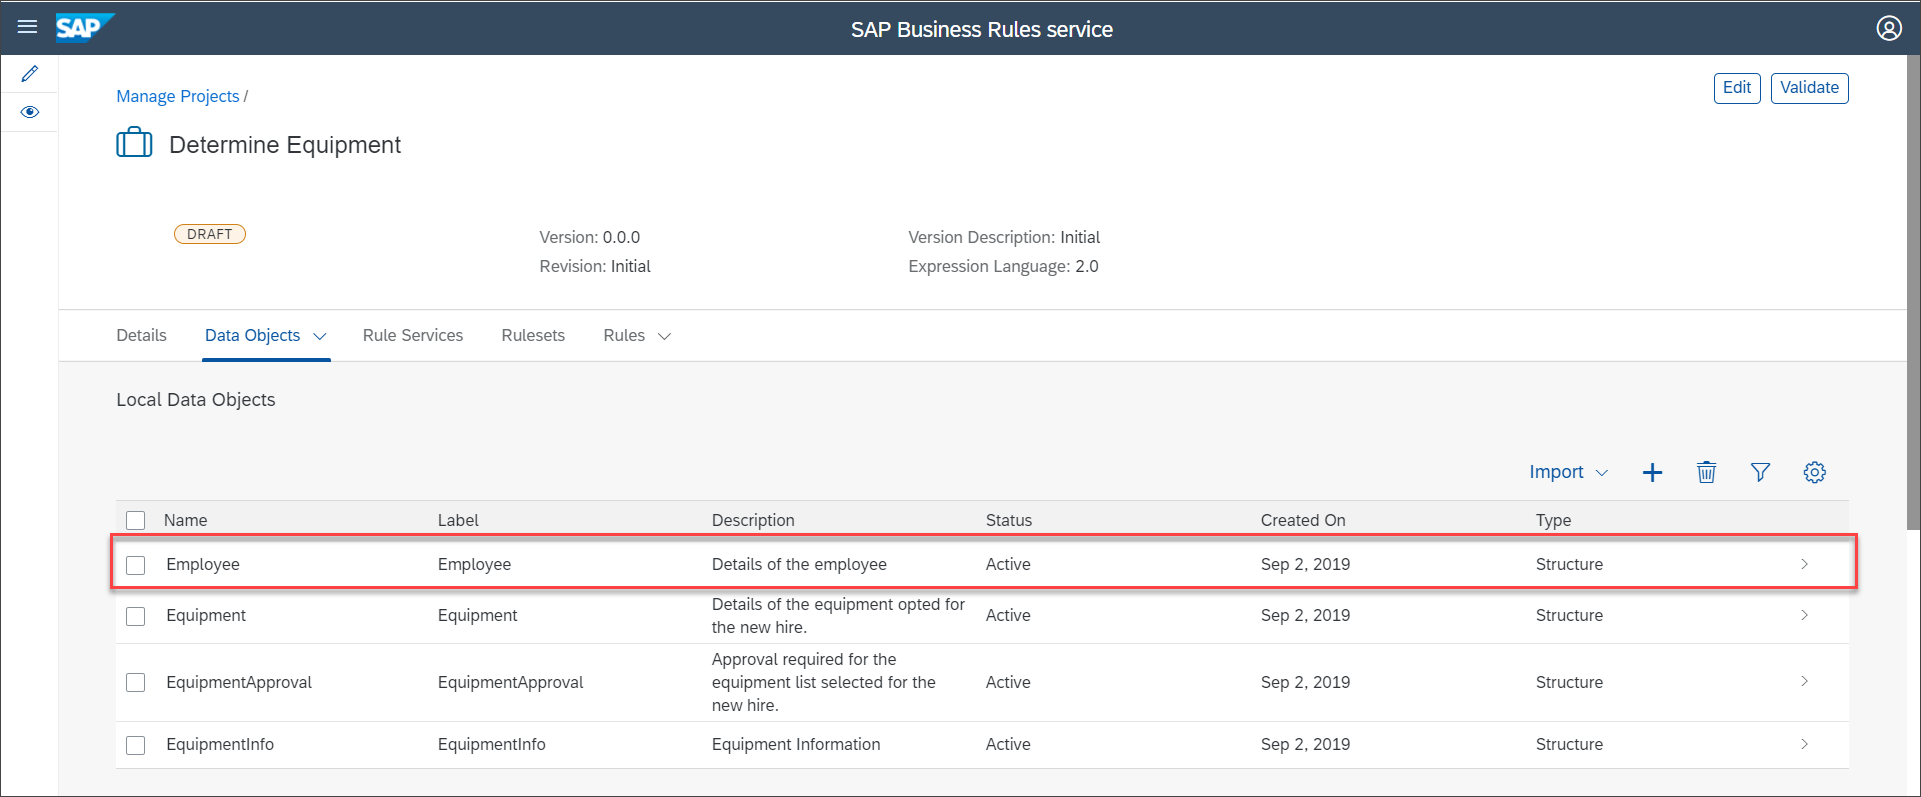 SAP SAP Business Rules service
Manage Projects / Edit Validate
Determine Equipment
DRAFT
Version: 0.0.0 Version Description: Initial
Revision: Initial Expression Language: 2.0
Details Data Objects Rule Services Rulesets Rules
Local Data Objects
Import
Name Label Description Status Created On Type
Employee Employee Details of the employee Active Sep 2, 2019 Structure
Equipment Equipment Details of the equipment opted for the new hire. Active Sep 2, 2019 Structure
EquipmentApproval EquipmentApproval Approval required for the equipment list selected for the new hire. Active Sep 2, 2019 Structure
EquipmentInfo EquipmentInfo Equipment Information Active Sep 2, 2019 Structure